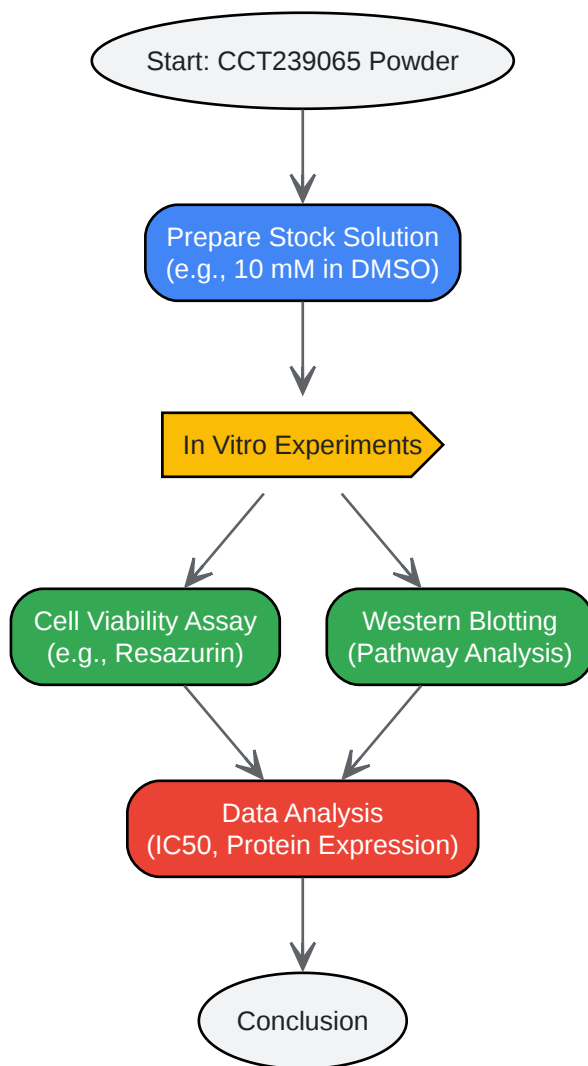 Start: CCT239065 Powder
Prepare Stock Solution
(e.g., 10 mM in DMSO)
In Vitro Experiments
Cell Viability Assay
(e.g., Resazurin)
Western Blotting
(Pathway Analysis)
Data Analysis
(IC50, Protein Expression)
Conclusion